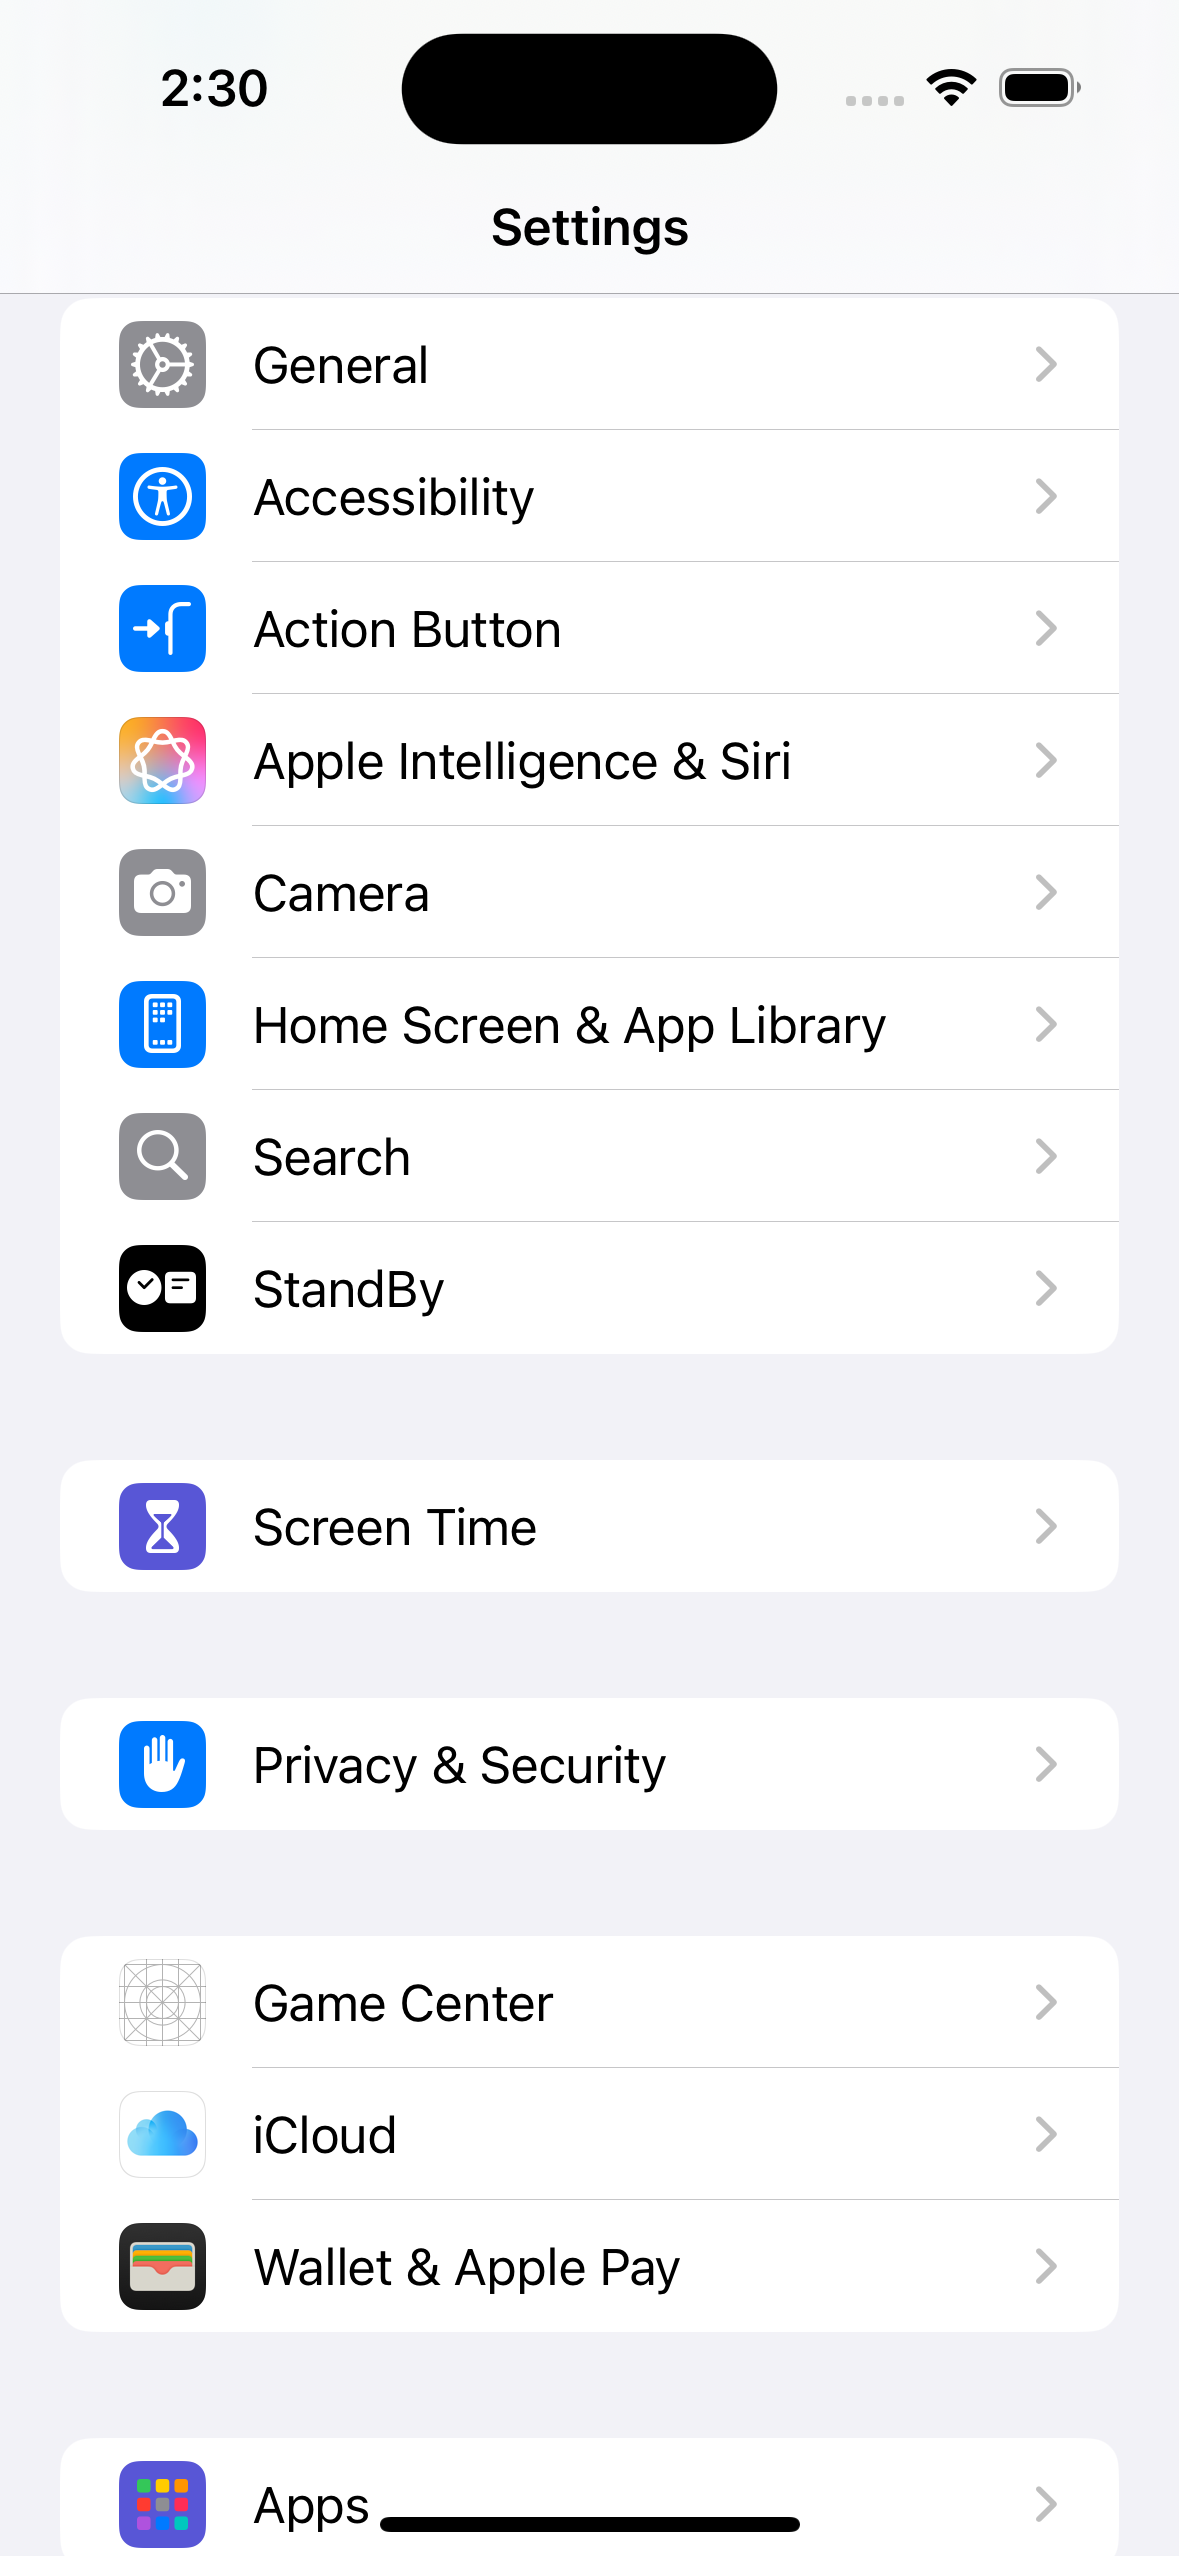 2:30
Settings
General
Accessibility
Action Button
Apple Intelligence & Siri
Camera
Home Screen & App Library
Search
StandBy
Screen Time
Privacy & Security
Game Center
iCloud
Wallet & Apple Pay
Apps